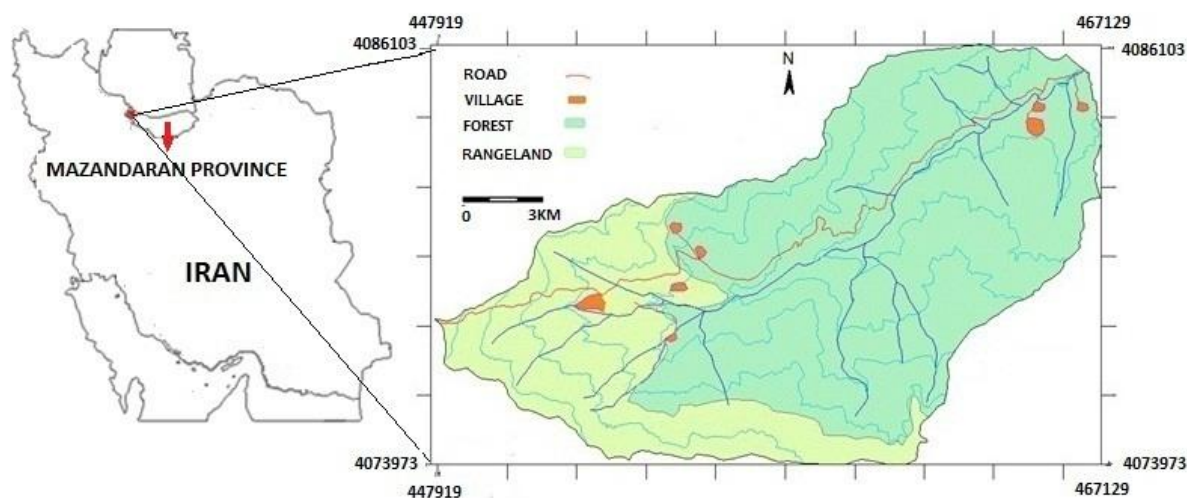 447919
467129
4086103
4086103
N
ROAD
VILLAGE
FOREST
RANGELAND
0 3KM
MAZANDARAN PROVINCE
IRAN
4073973
4073973
447919
467129